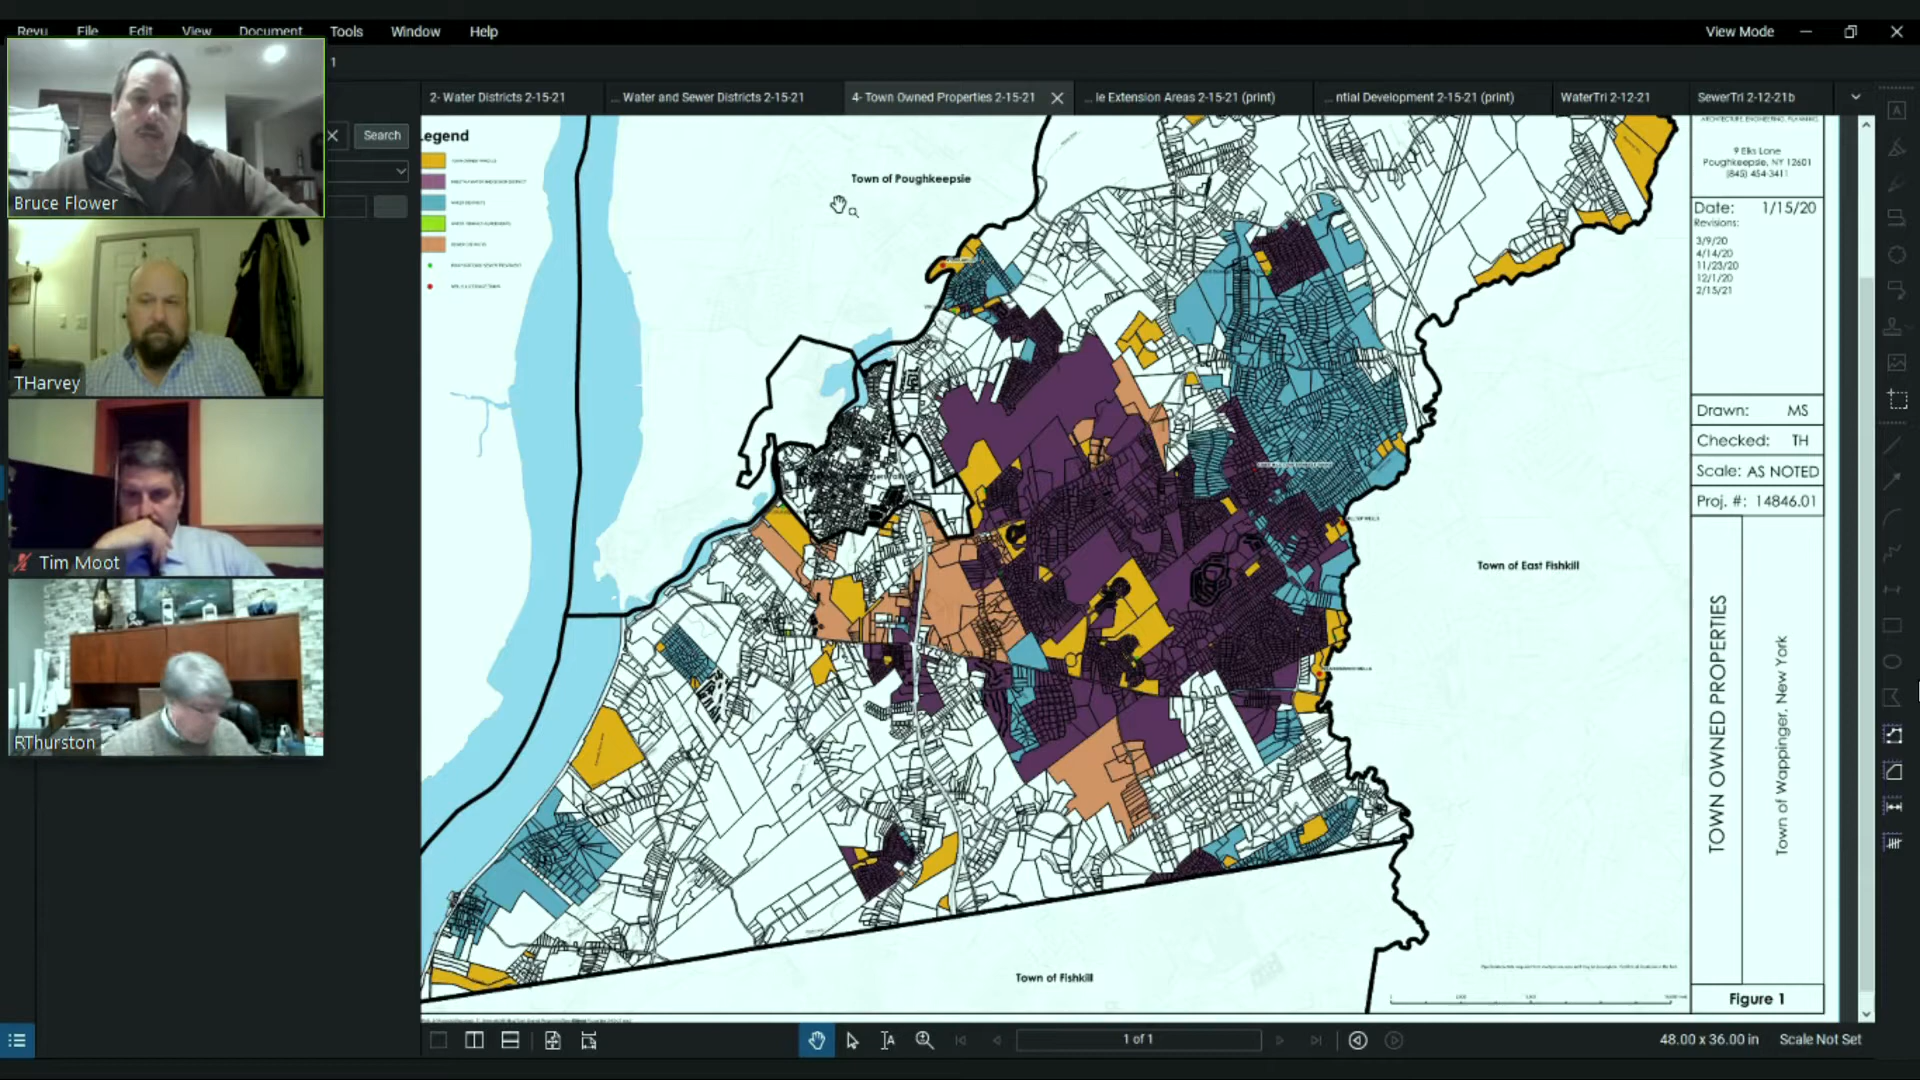 Revu File Edit View Document Tools Window Help
View Mode
1
2- Water Districts 2-15-21
... Water and Sewer Districts 2-15-21
4- Town Owned Properties 2-15-21
... le Extension Areas 2-15-21 (print)
... ntial Development 2-15-21 (print)
WaterTri 2-12-21
SewerTri 2-12-21b
Search
Bruce Flower
THarvey
Tim Moot
RThurston
Legend
Town of Poughkeepsie
Town of East Fishkill
Town of Fishkill
ARCHITECTURE, ENGINEERING, PLANNING
9 Elks Lane
Poughkeepsie, NY 12601
(845) 454-3411
Date: 1/15/20
Revisions:
3/9/20
4/14/20
11/23/20
12/1/20
2/15/21
Drawn: MS
Checked: TH
Scale: AS NOTED
Proj. #: 14846.01
TOWN OWNED PROPERTIES
Town of Wappinger, New York
Figure 1
1 of 1
48.00 x 36.00 in
Scale Not Set